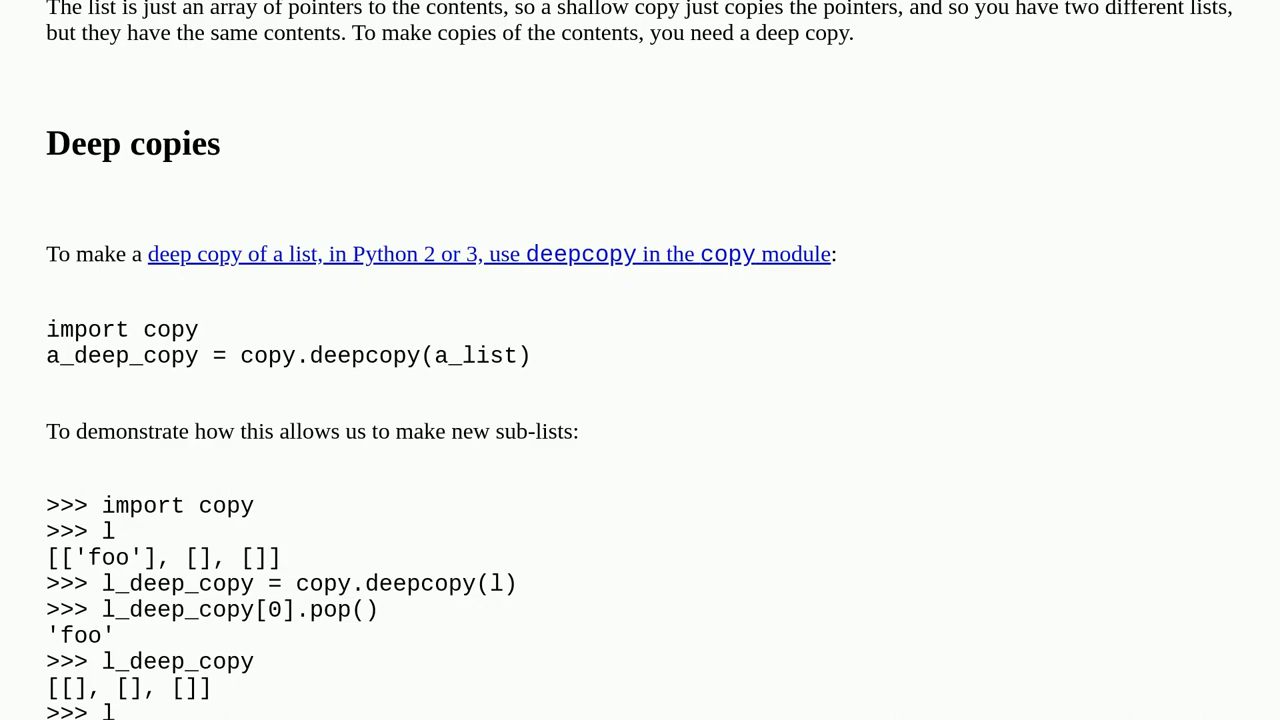 The list is just an array of pointers to the contents, so a shallow copy just copies the pointers, and so you have two different lists,
but they have the same contents. To make copies of the contents, you need a deep copy.
Deep copies
To make a deep copy of a list, in Python 2 or 3, use deepcopy in the copy module:
import copy
a_deep_copy = copy.deepcopy(a_list)
To demonstrate how this allows us to make new sub-lists:
>>> import copy
>>> l
[['foo'], [], []]
>>> l_deep_copy = copy.deepcopy(l)
>>> l_deep_copy[0].pop()
'foo'
>>> l_deep_copy
[[], [], []]
>>> l